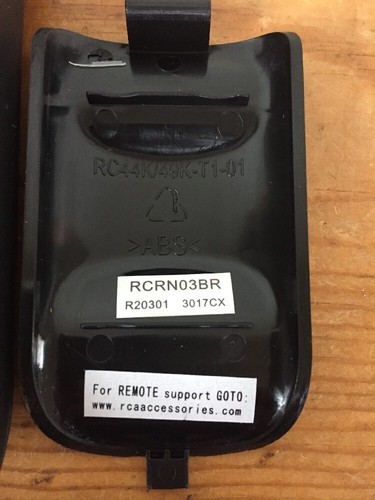 RC44K/49K-T1-01
>ABS<
RCRN03BR
R20301 3017CX
For REMOTE support GOTO:
www.rcaaccessories.com